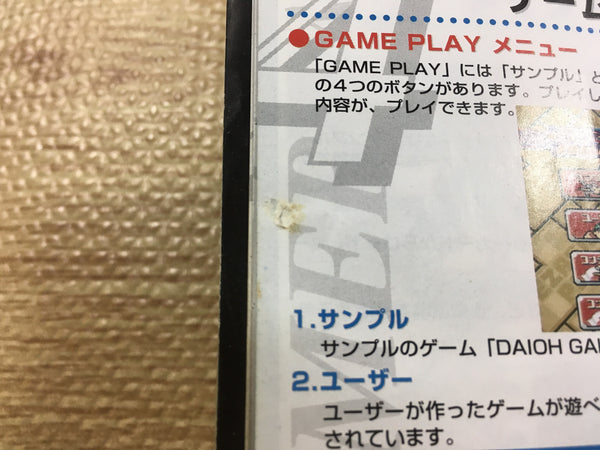 ●GAME PLAY メニュー
「GAME PLAY」には「サンプル」と
の4つのボタンがあります。プレイし
内容が、プレイできます。
1.サンプル
サンプルのゲーム「DAIOH GA
2.ユーザー
ユーザーが作ったゲームが遊べ
されています。